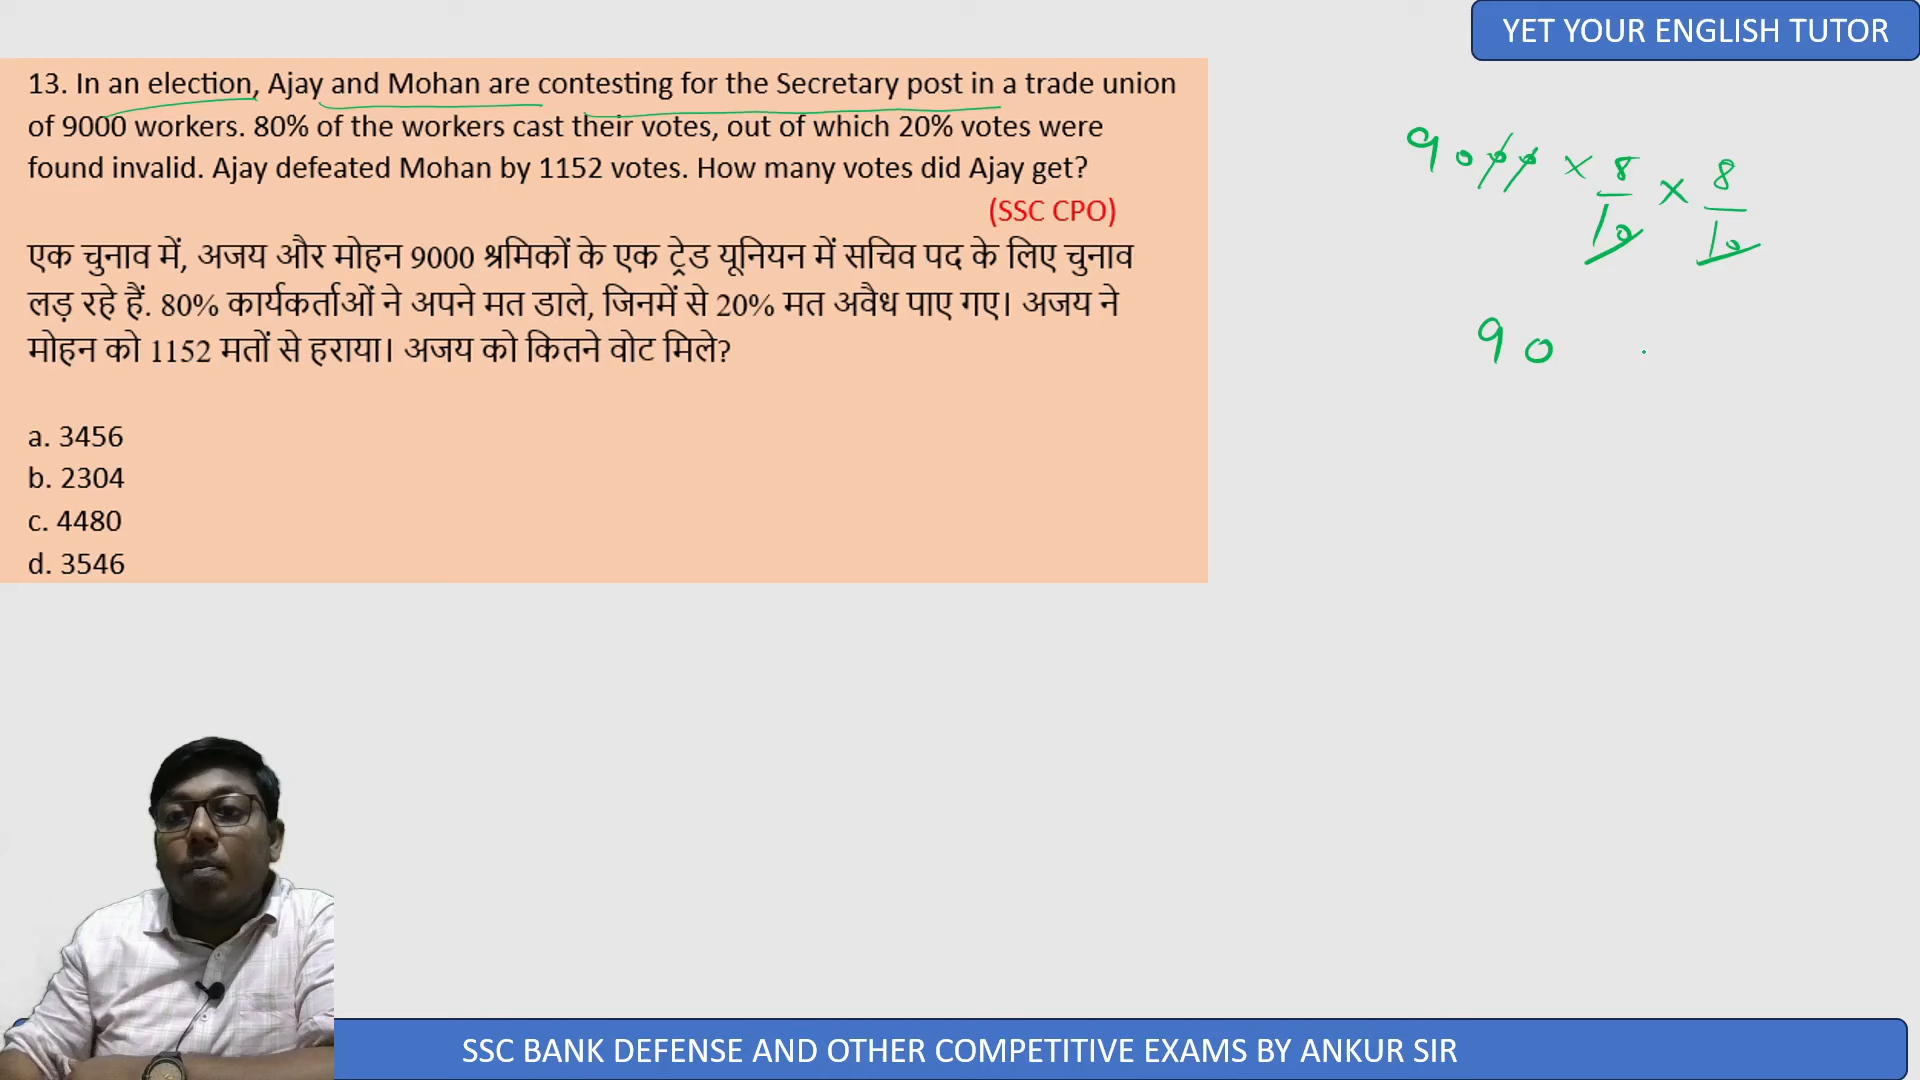 YET YOUR ENGLISH TUTOR
13. In an election, Ajay and Mohan are contesting for the Secretary post in a trade union
of 9000 workers. 80% of the workers cast their votes, out of which 20% votes were
found invalid. Ajay defeated Mohan by 1152 votes. How many votes did Ajay get?
(SSC CPO)
एक चुनाव में, अजय और मोहन 9000 श्रमिकों के एक ट्रेड यूनियन में सचिव पद के लिए चुनाव
लड़ रहे हैं. 80% कार्यकर्ताओं ने अपने मत डाले, जिनमें से 20% मत अवैध पाए गए। अजय ने
मोहन को 1152 मतों से हराया। अजय को कितने वोट मिले?
a. 3456
b. 2304
c. 4480
d. 3546
9000 × 8/10 × 8/10
90
SSC BANK DEFENSE AND OTHER COMPETITIVE EXAMS BY ANKUR SIR